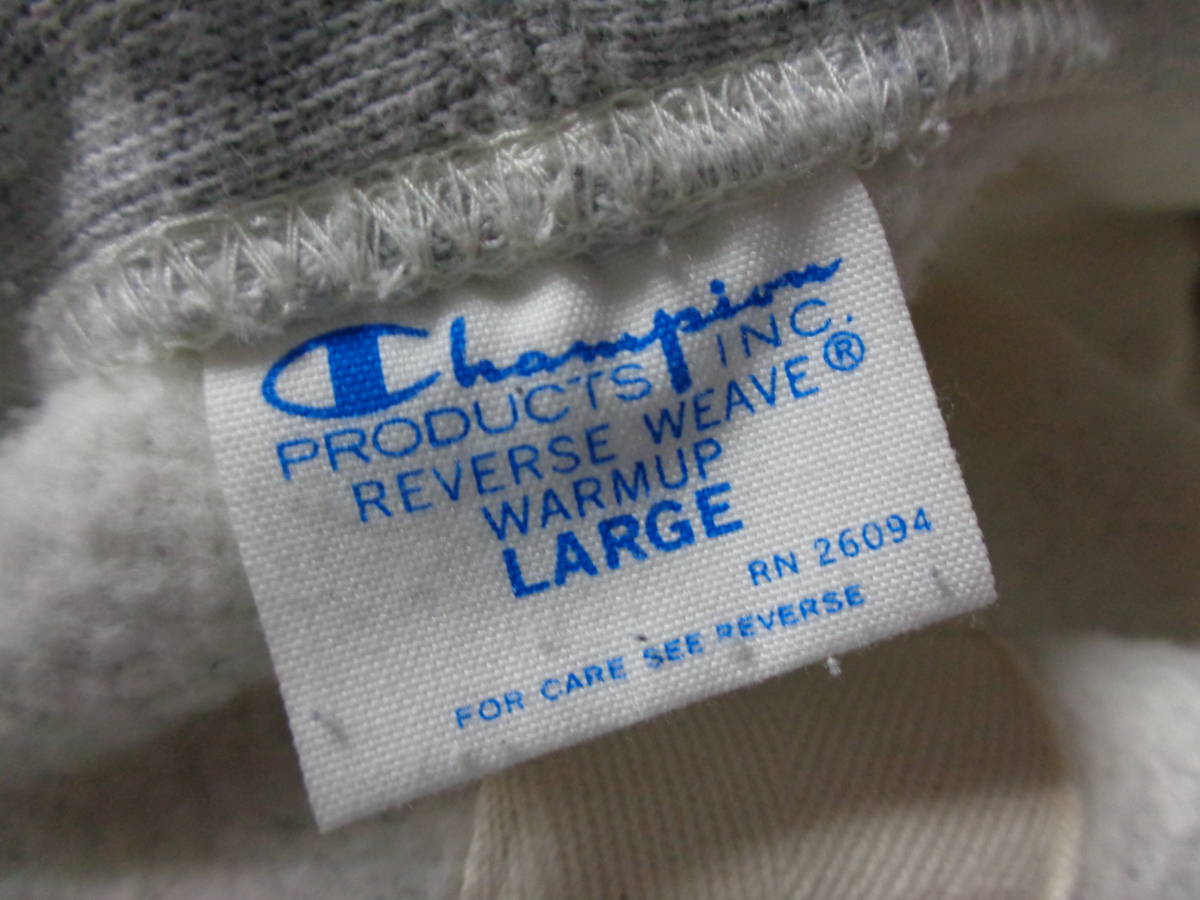 Champion
PRODUCTS INC.
REVERSE WEAVE®
WARMUP
LARGE
RN 26094
FOR CARE SEE REVERSE